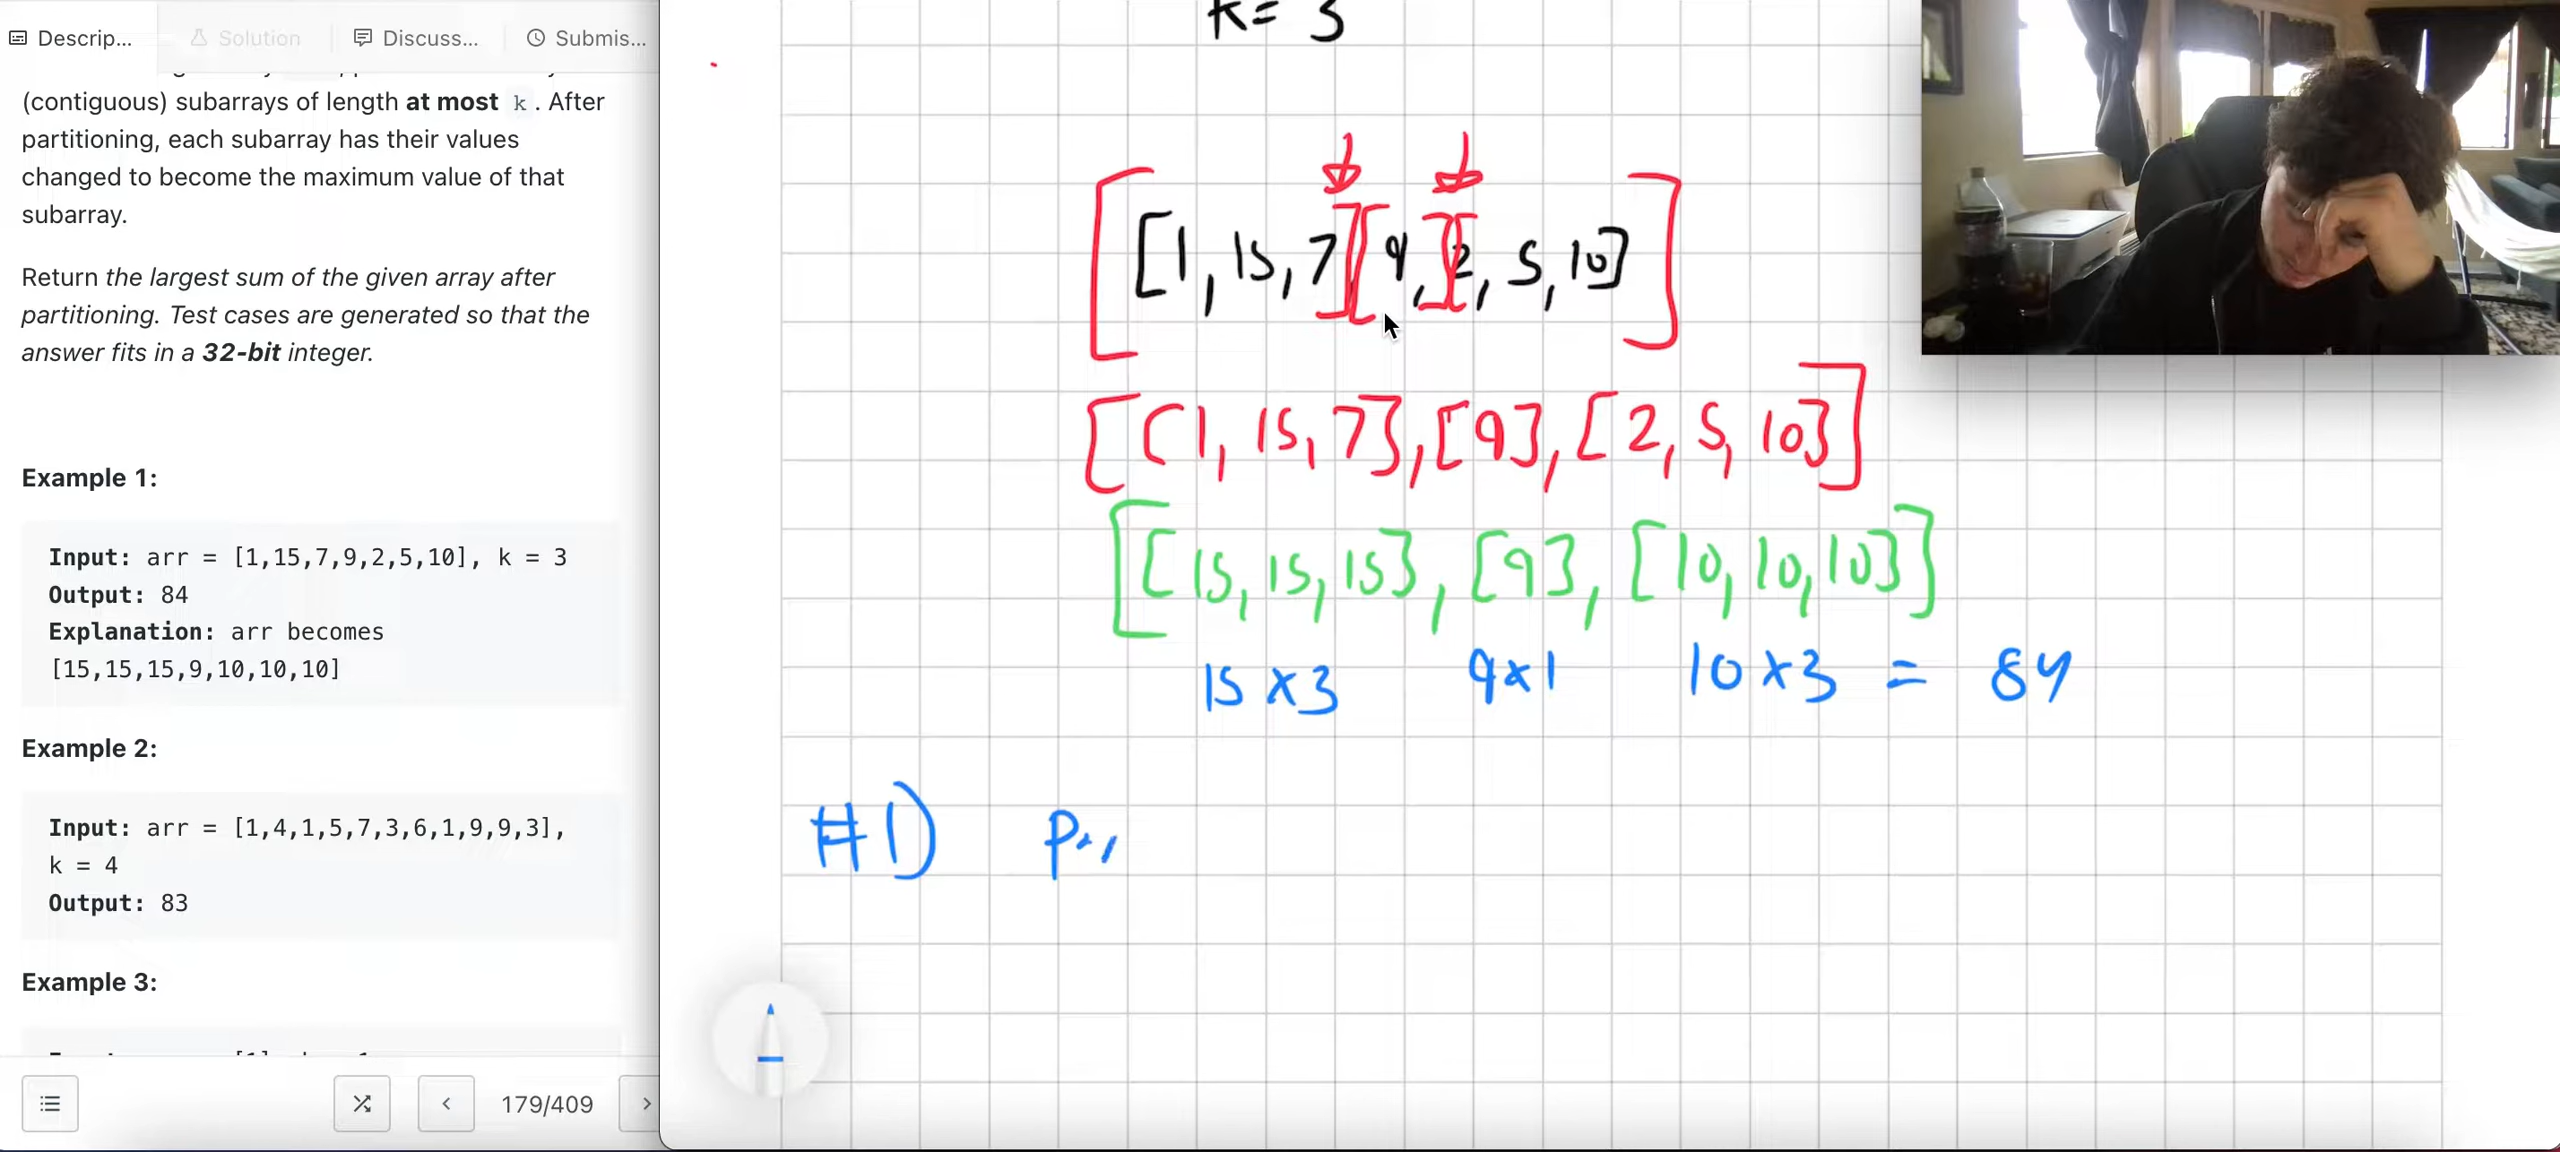 Descrip...
Solution
Discuss...
Submis...
(contiguous) subarrays of length at most k . After
partitioning, each subarray has their values
changed to become the maximum value of that
subarray.
Return the largest sum of the given array after
partitioning. Test cases are generated so that the
answer fits in a 32-bit integer.
Example 1:
Input: arr = [1,15,7,9,2,5,10], k = 3
Output: 84
Explanation: arr becomes
[15,15,15,9,10,10,10]
Example 2:
Input: arr = [1,4,1,5,7,3,6,1,9,9,3],
k = 4
Output: 83
Example 3:
179/409
k= 3
[[1, 15, 7][9, ][2, 5, 10]]
[[1, 15, 7], [9], [2, 5, 10]]
[[15, 15, 15], [9], [10, 10, 10]]
15 x 3 9 x 1 10 x 3 = 84
#1)